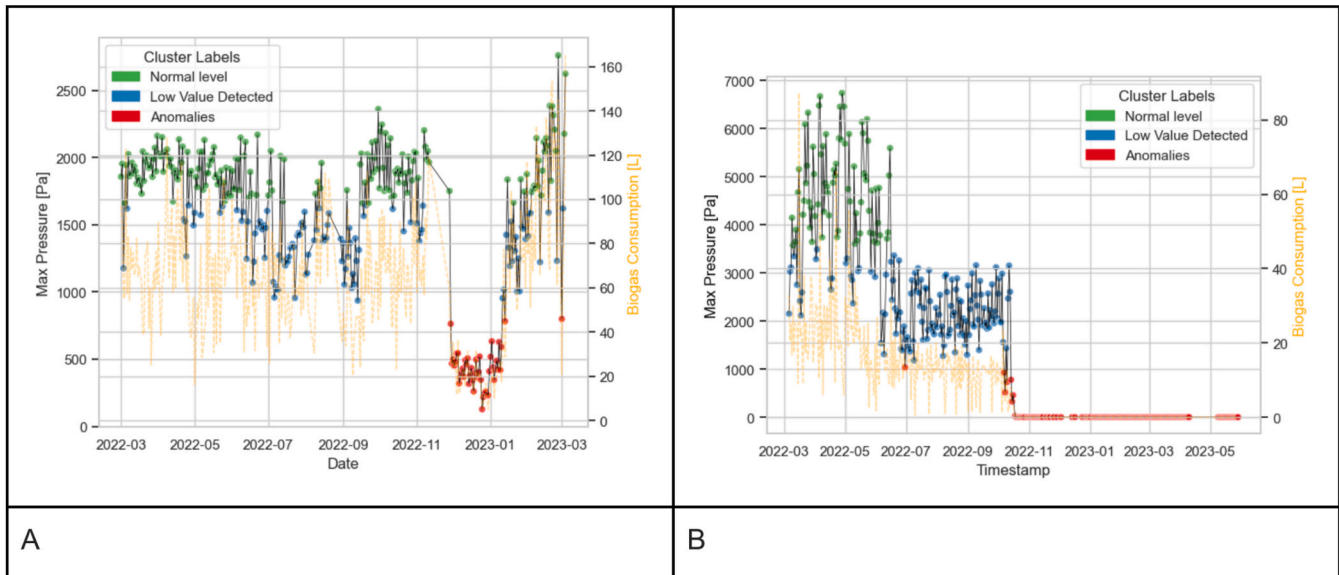 Cluster Labels
Normal level
Low Value Detected
Anomalies
Max Pressure [Pa]
2500
2000
1500
1000
500
0
160
140
120
100
80
60
40
20
0
Biogas Consumption [L]
2022-03 2022-05 2022-07 2022-09 2022-11 2023-01 2023-03
Date
Cluster Labels
Normal level
Low Value Detected
Anomalies
Max Pressure [Pa]
7000
6000
5000
4000
3000
2000
1000
0
80
60
40
20
0
Biogas Consumption [L]
2022-03 2022-05 2022-07 2022-09 2022-11 2023-01 2023-03 2023-05
Timestamp
A
B